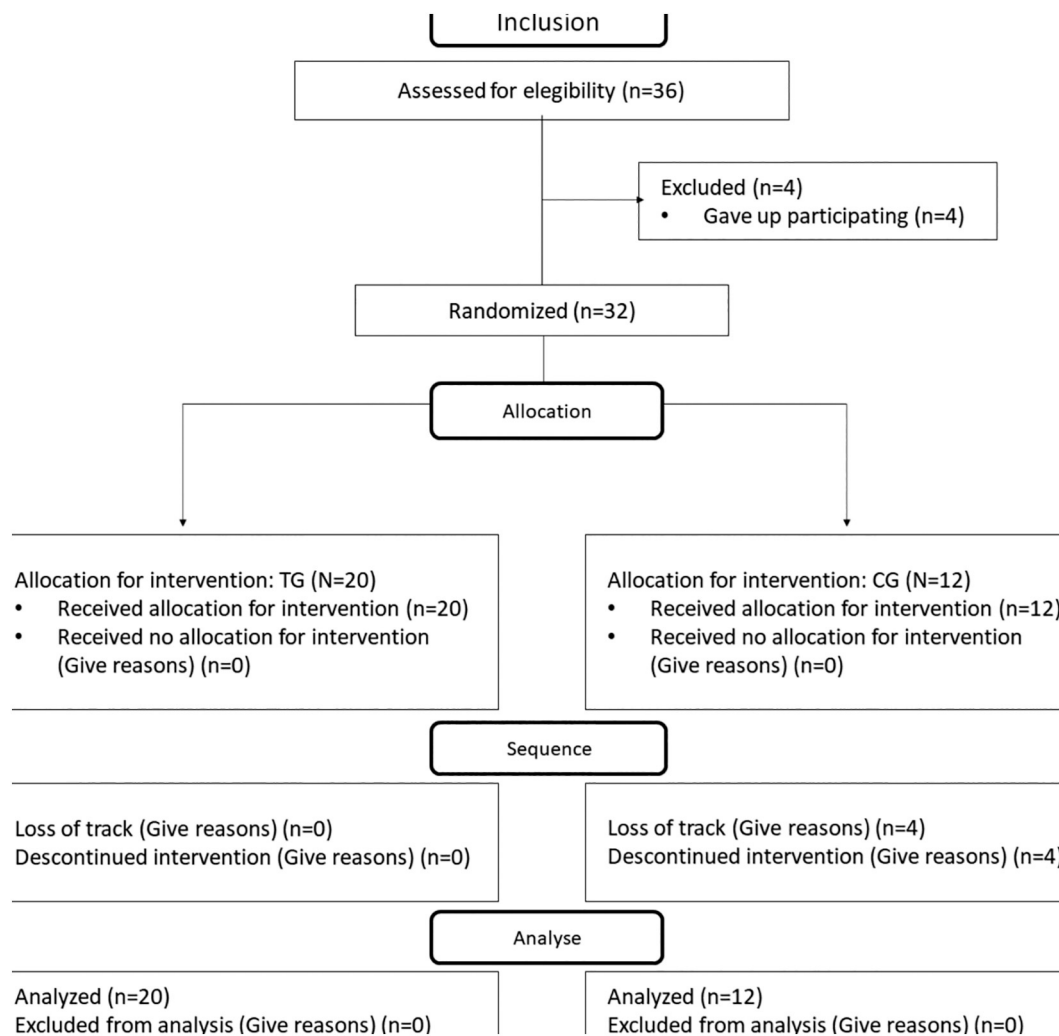 Inclusion
Assessed for elegibility (n=36)
Excluded (n=4)
• Gave up participating (n=4)
Randomized (n=32)
Allocation
Allocation for intervention: TG (N=20)
• Received allocation for intervention (n=20)
• Received no allocation for intervention
(Give reasons) (n=0)
Allocation for intervention: CG (N=12)
• Received allocation for intervention (n=12)
• Received no allocation for intervention
(Give reasons) (n=0)
Sequence
Loss of track (Give reasons) (n=0)
Descontinued intervention (Give reasons) (n=0)
Loss of track (Give reasons) (n=4)
Descontinued intervention (Give reasons) (n=4)
Analyse
Analyzed (n=20)
Excluded from analysis (Give reasons) (n=0)
Analyzed (n=12)
Excluded from analysis (Give reasons) (n=0)